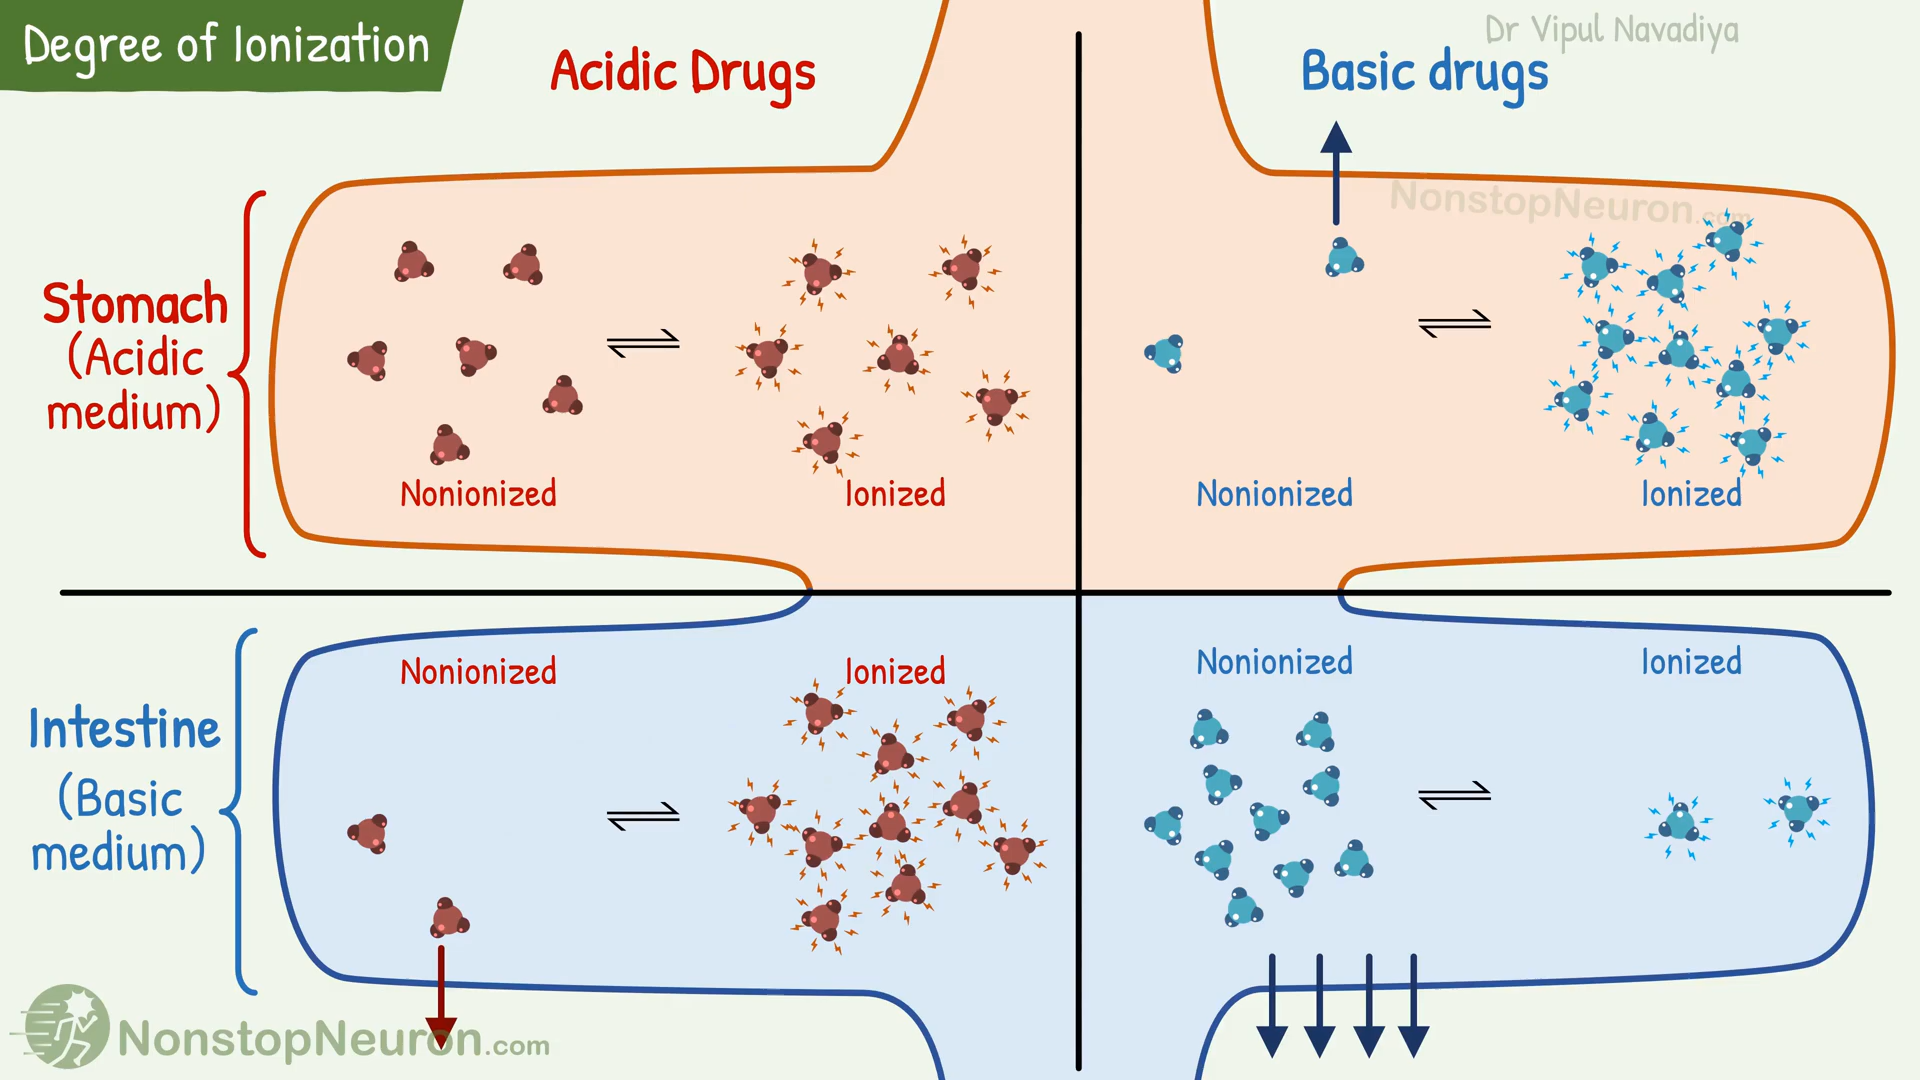 Degree of Ionization
Dr Vipul Navadiya
Acidic Drugs
Basic drugs
NonstopNeuron.com
Stomach
(Acidic
medium)
Nonionized
Ionized
Nonionized
Ionized
Nonionized
Ionized
Nonionized
Ionized
Intestine
(Basic
medium)
NonstopNeuron.com